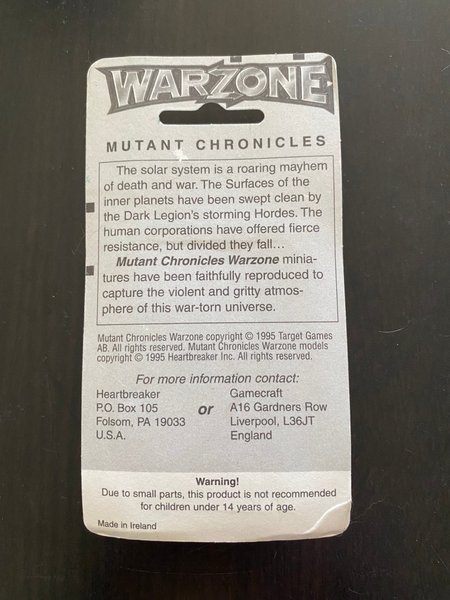 WARZONE
MUTANT CHRONICLES
The solar system is a roaring mayhem
of death and war. The Surfaces of the
inner planets have been swept clean by
the Dark Legion's storming Hordes. The
human corporations have offered fierce
resistance, but divided they fall...
Mutant Chronicles Warzone minia-
tures have been faithfully reproduced to
capture the violent and gritty atmos-
phere of this war-torn universe.
Mutant Chronicles Warzone copyright © 1995 Target Games
AB. All rights reserved. Mutant Chronicles Warzone models
copyright © 1995 Heartbreaker Inc. All rights reserved.
For more information contact:
Heartbreaker
P.O. Box 105
Folsom, PA 19033
U.S.A.
or
Gamecraft
A16 Gardners Row
Liverpool, L36JT
England
Warning!
Due to small parts, this product is not recommended
for children under 14 years of age.
Made in Ireland